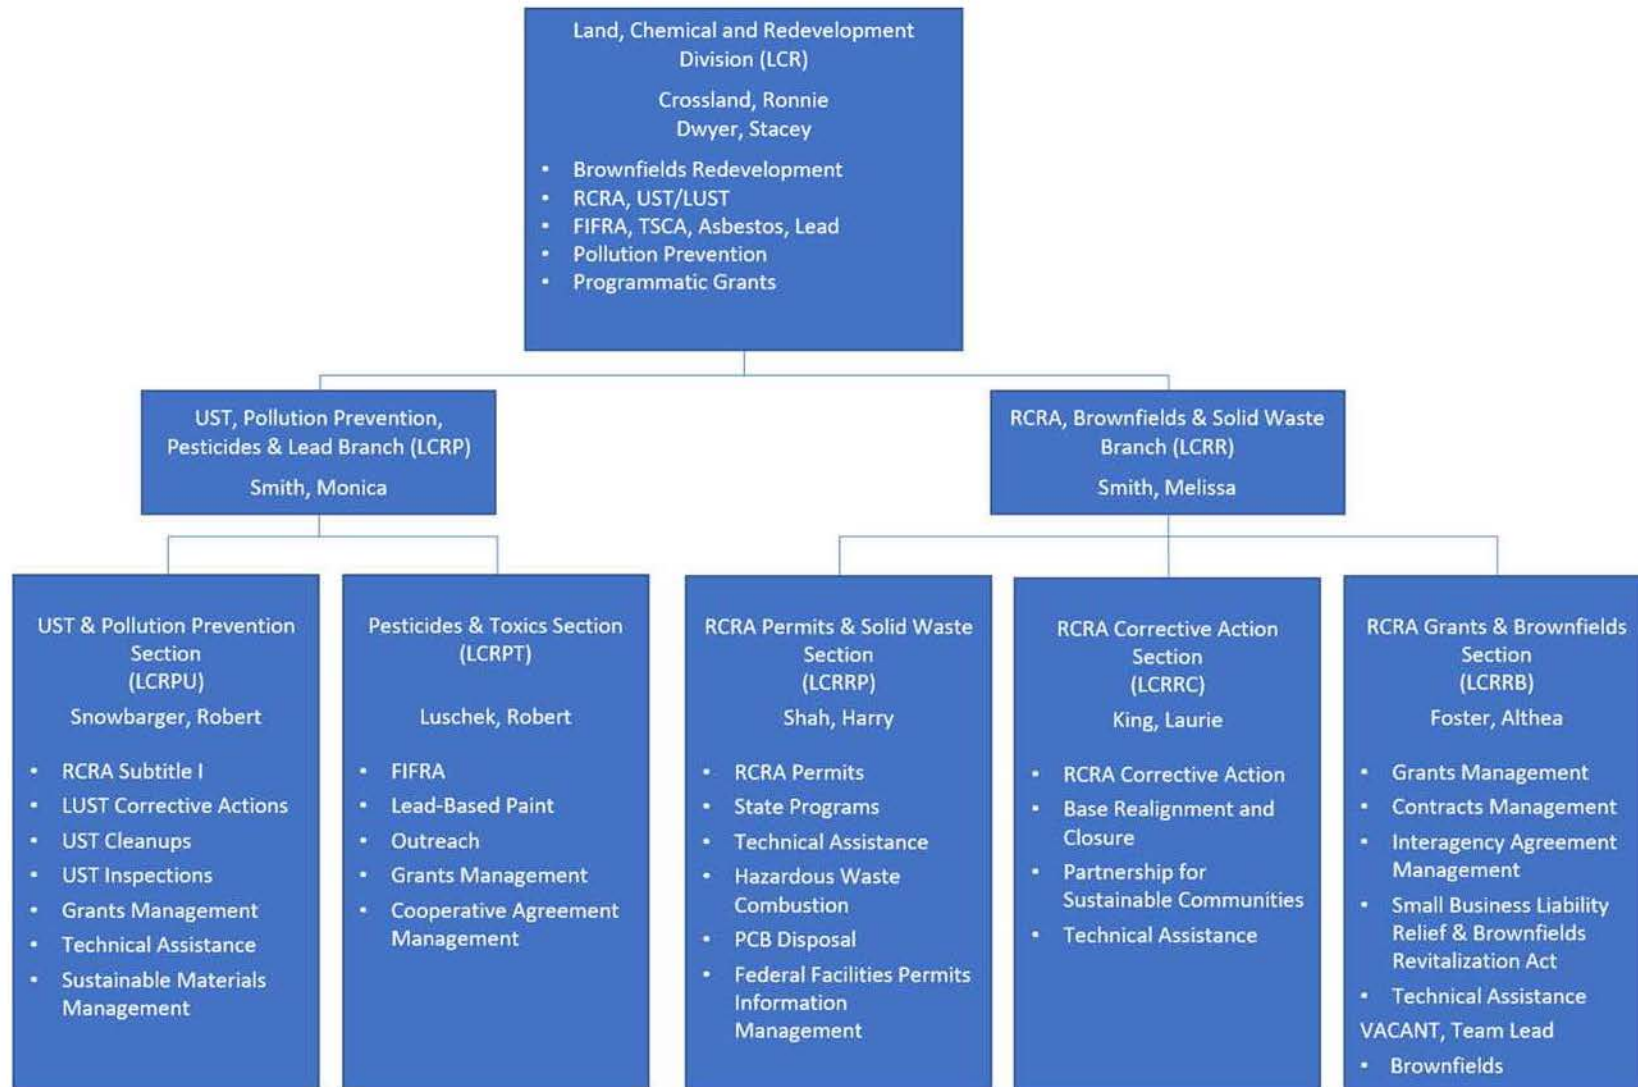 Land, Chemical and Redevelopment
Division (LCR)
Crossland, Ronnie
Dwyer, Stacey
• Brownfields Redevelopment
• RCRA, UST/LUST
• FIFRA, TSCA, Asbestos, Lead
• Pollution Prevention
• Programmatic Grants
UST, Pollution Prevention,
Pesticides & Lead Branch (LCRP)
Smith, Monica
RCRA, Brownfields & Solid Waste
Branch (LCRR)
Smith, Melissa
UST & Pollution Prevention
Section
(LCRPU)
Snowbarger, Robert
• RCRA Subtitle I
• LUST Corrective Actions
• UST Cleanups
• UST Inspections
• Grants Management
• Technical Assistance
• Sustainable Materials
Management
Pesticides & Toxics Section
(LCRPT)
Luschek, Robert
• FIFRA
• Lead-Based Paint
• Outreach
• Grants Management
• Cooperative Agreement
Management
RCRA Permits & Solid Waste
Section
(LCRRP)
Shah, Harry
• RCRA Permits
• State Programs
• Technical Assistance
• Hazardous Waste
Combustion
• PCB Disposal
• Federal Facilities Permits
Information
Management
RCRA Corrective Action
Section
(LCRRC)
King, Laurie
• RCRA Corrective Action
• Base Realignment and
Closure
• Partnership for
Sustainable Communities
• Technical Assistance
RCRA Grants & Brownfields
Section
(LCRRB)
Foster, Althea
• Grants Management
• Contracts Management
• Interagency Agreement
Management
• Small Business Liability
Relief & Brownfields
Revitalization Act
• Technical Assistance
VACANT, Team Lead
• Brownfields